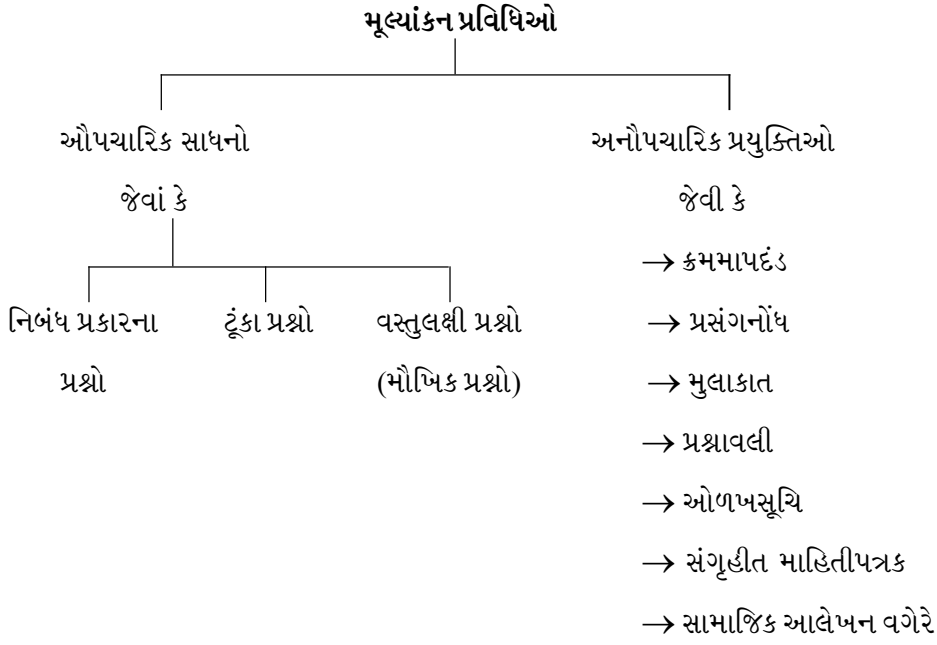 મૂલ્યાંકન પ્રવિધિઓ
ઔપચારિક સાધનો
જેવાં કે
નિબંધ પ્રકારના
પ્રશ્નો
ટૂંકા પ્રશ્નો
વસ્તુલક્ષી પ્રશ્નો
(મૌખિક પ્રશ્નો)
અનૌપચારિક પ્રયુક્તિઓ
જેવી કે
→ ક્રમમાપદંડ
→ પ્રસંગનોંધ
→ મુલાકાત
→ પ્રશ્નાવલી
→ ઓળખસૂચિ
→ સંગૃહીત માહિતીપત્રક
→ સામાજિક આલેખન વગેરે